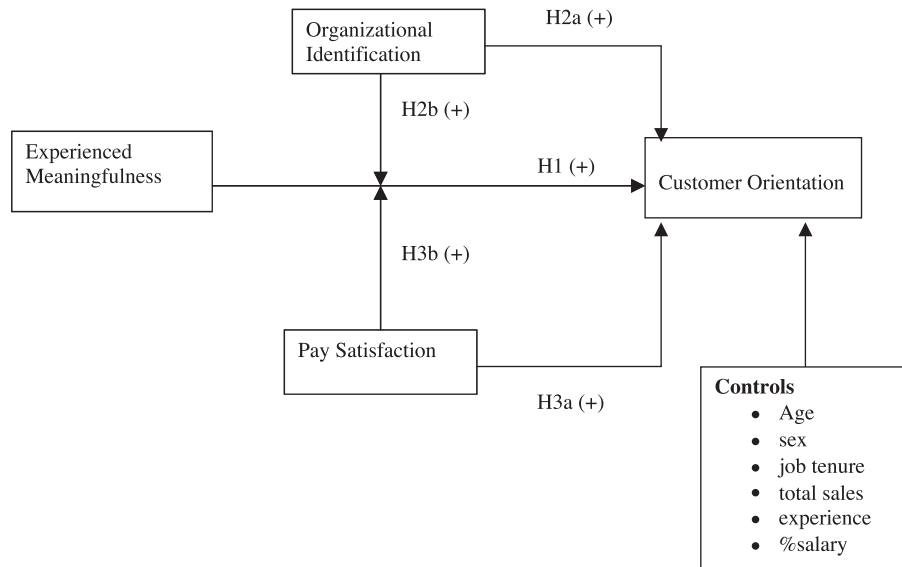 Organizational
Identification
H2a (+)
H2b (+)
Experienced
Meaningfulness
H1 (+)
Customer Orientation
H3b (+)
Pay Satisfaction
H3a (+)
Controls
• Age
• sex
• job tenure
• total sales
• experience
• %salary